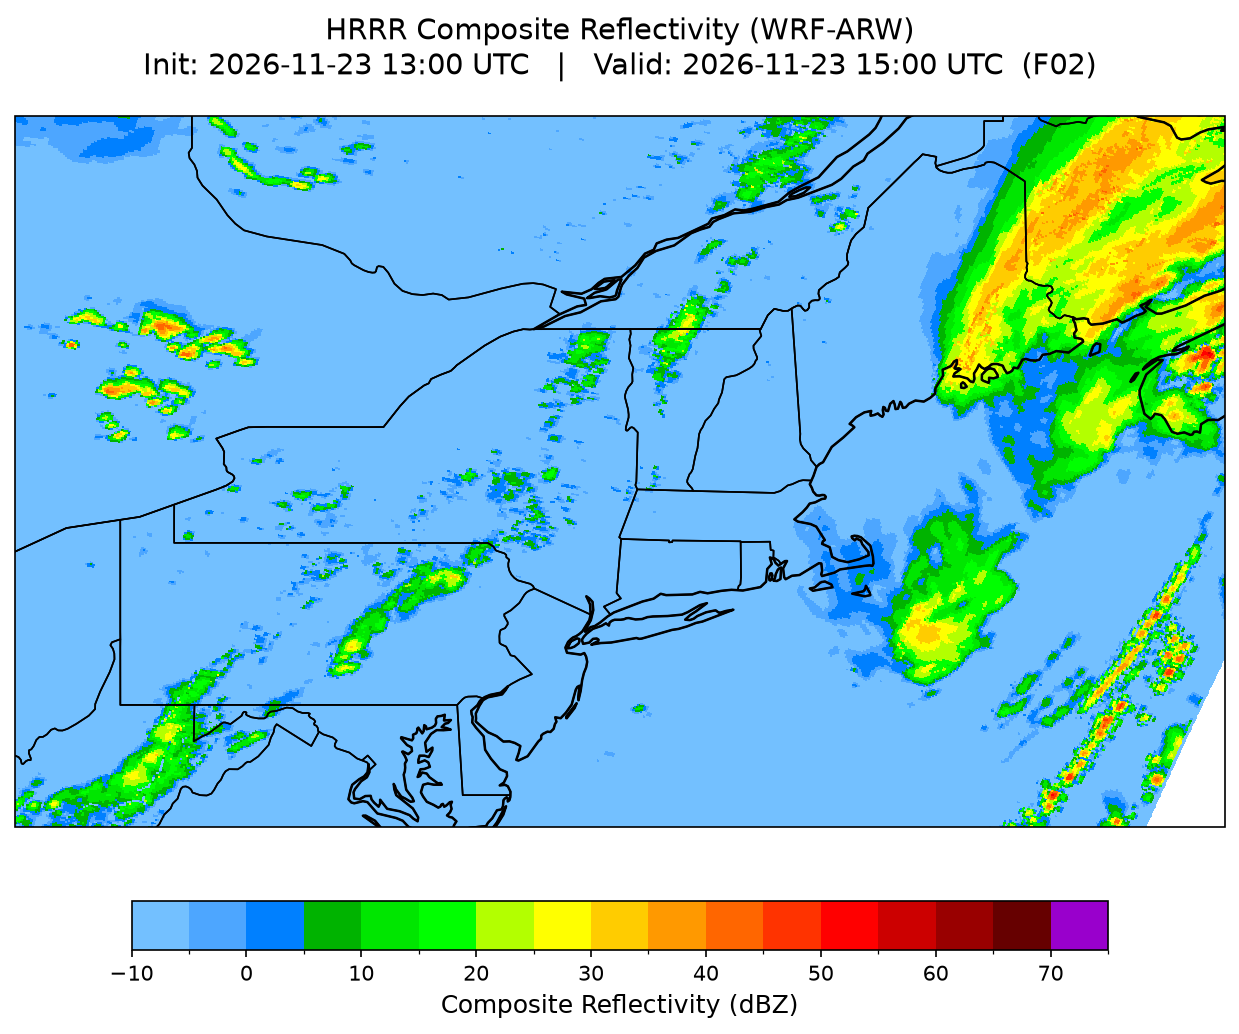 HRRR Composite Reflectivity (WRF-ARW)
Init: 2026-11-23 13:00 UTC   |   Valid: 2026-11-23 15:00 UTC  (F02)
−10 0 10 20 30 40 50 60 70
Composite Reflectivity (dBZ)